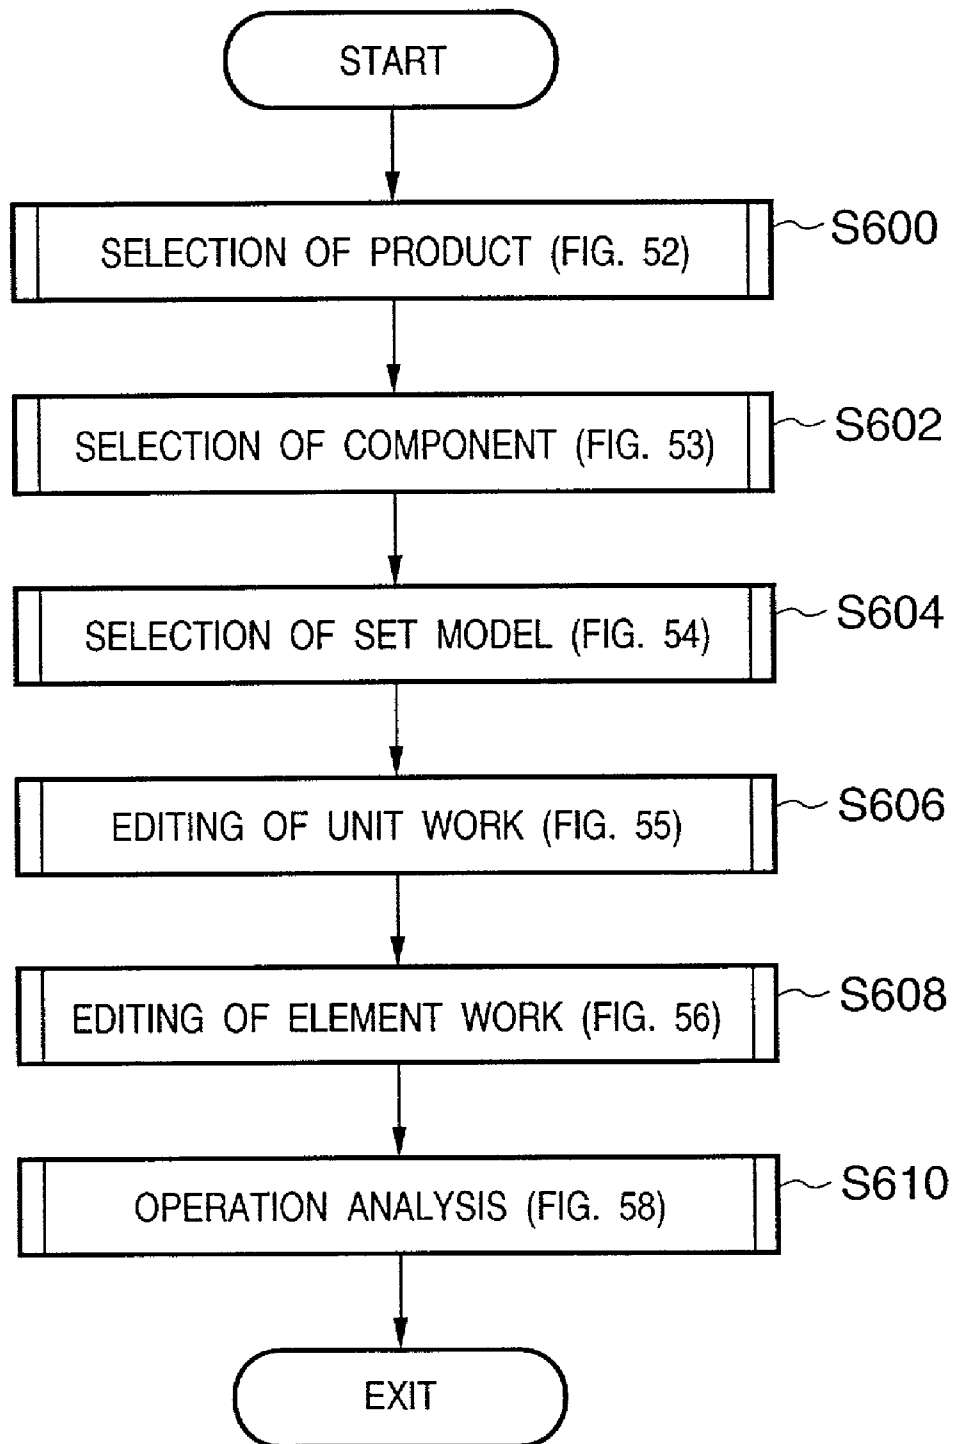 START
SELECTION OF PRODUCT (FIG. 52)
S600
SELECTION OF COMPONENT (FIG. 53)
S602
SELECTION OF SET MODEL (FIG. 54)
S604
EDITING OF UNIT WORK (FIG. 55)
S606
EDITING OF ELEMENT WORK (FIG. 56)
S608
OPERATION ANALYSIS (FIG. 58)
S610
EXIT